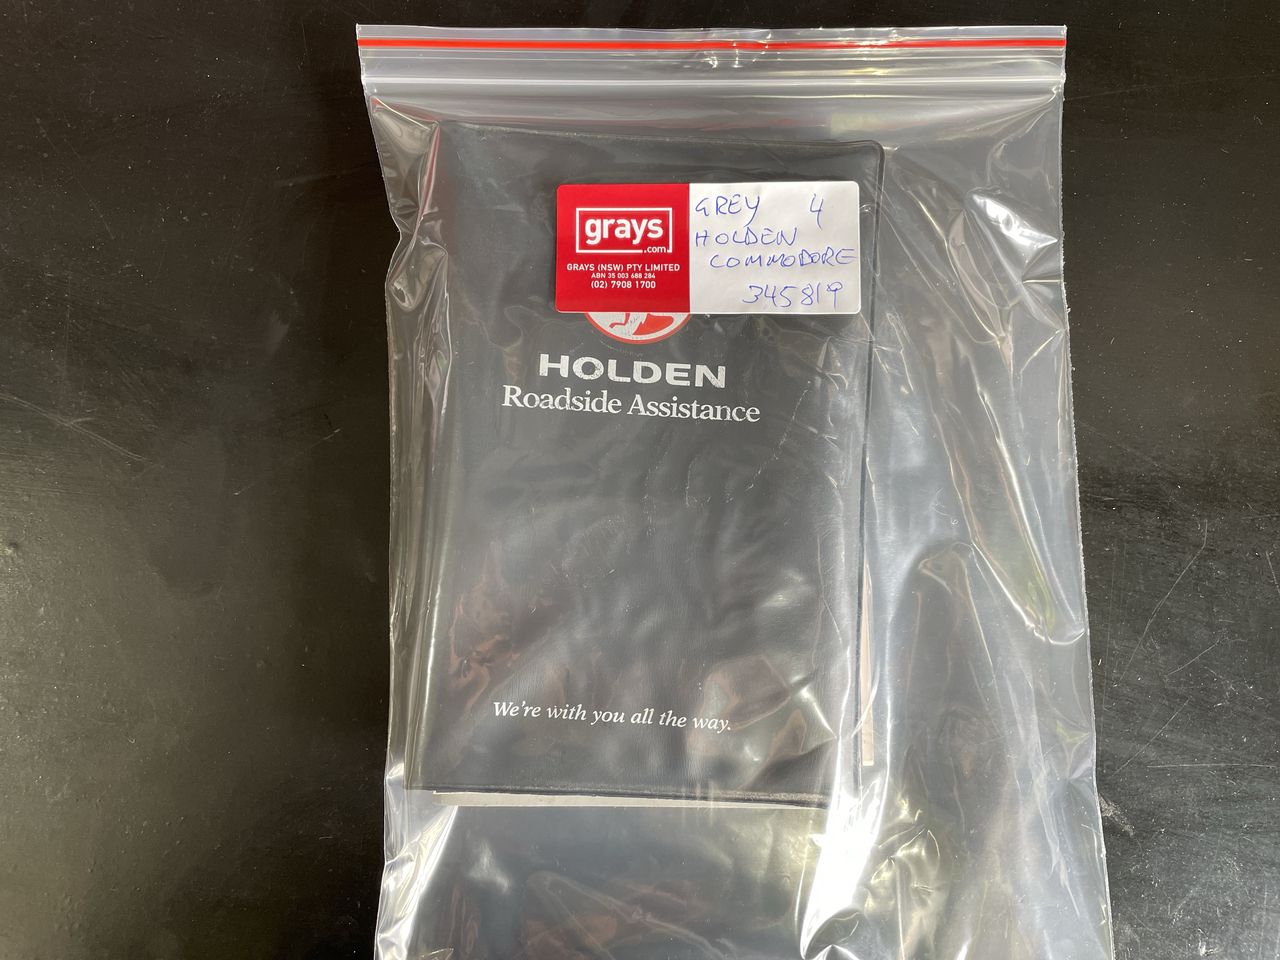 grays
.com
GRAYS (NSW) PTY LIMITED
ABN 35 003 688 284
(02) 7908 1700
GREY 4
HOLDEN
COMMODORE
345819
HOLDEN
Roadside Assistance
We're with you all the way.